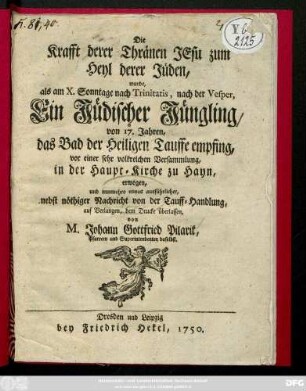 Die
Krafft derer Thränen JEsu zum
Heyl derer Jüden,
wurde,
als am X. Sonntage nach Trinitatis, nach der Vesper,
Ein Jüdischer Jüngling/
von 17. Jahren,
das Bad der Heiligen Tauffe empfing,
vor einer sehr volkreichen Versammlung,
in der Haupt-Kirche zu Hayn,
erwogen,
und nunmehro etwas ausführlicher,
nebst nöthiger Nachricht von der Tauff-Handlung,
auf Verlangen, dem Drucke überlassen,
von
M. Johann Gottfried Pilarik,
Pfarrern und Superintendenten daselbst.
Dresden und Leipzig
bey Friedrich Hekel, 1750.